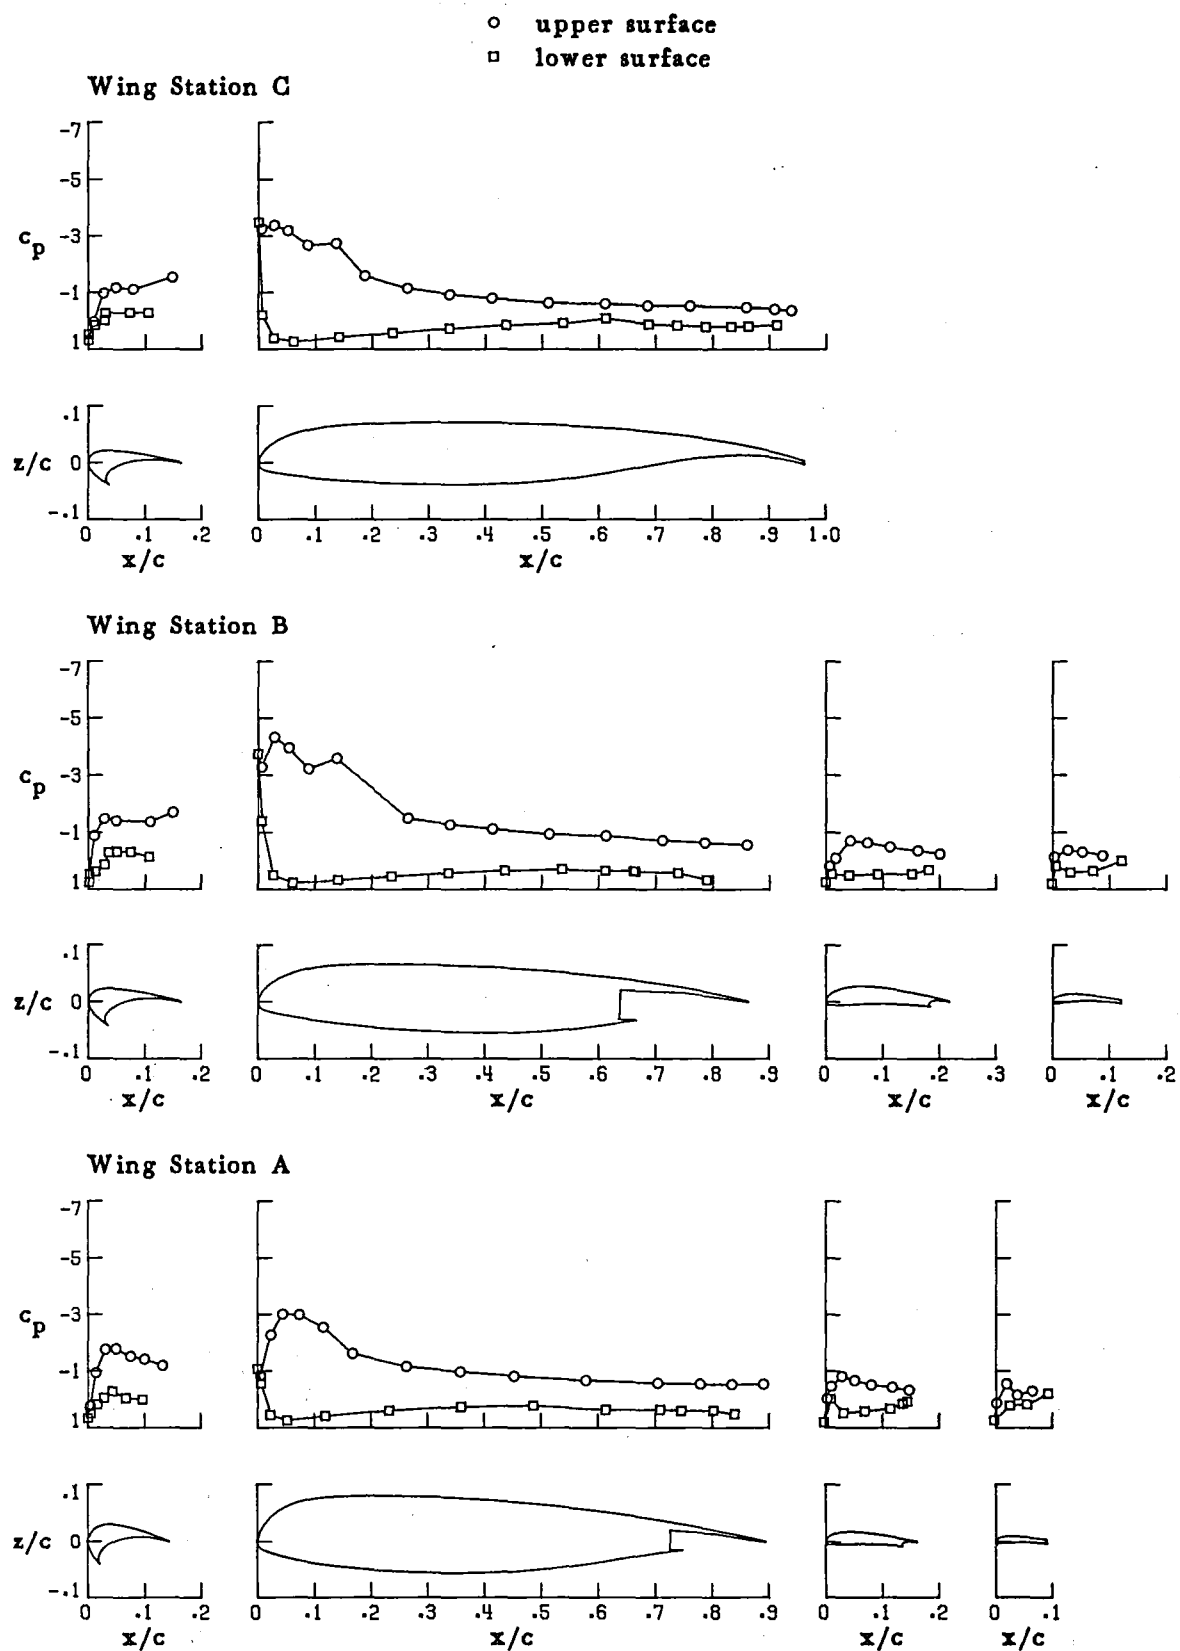 upper surface
lower surface
Wing Station C
-7
-5
c_p -3
-1
1
.1
z/c 0
-.1
0 .1 .2 0 .1 .2 .3 .4 .5 .6 .7 .8 .9 1.0
x/c x/c
Wing Station B
-7
-5
c_p -3
-1
1
.1
z/c 0
-.1
0 .1 .2 0 .1 .2 .3 .4 .5 .6 .7 .8 .9 0 .1 .2 .3 0 .1 .2
x/c x/c x/c x/c
Wing Station A
-7
-5
c_p -3
-1
1
.1
z/c 0
-.1
0 .1 .2 0 .1 .2 .3 .4 .5 .6 .7 .8 .9 0 .1 .2 0 .1
x/c x/c x/c x/c